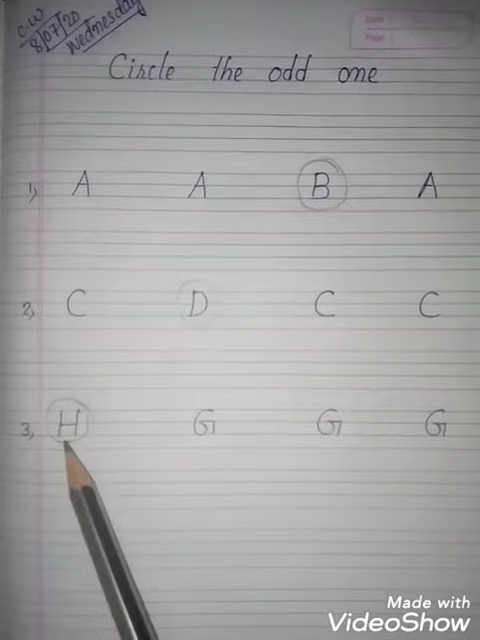 C.W
8/07/20
Wednesday
Circle the odd one
1, A A B A
2, C D C C
3, H G G G
Made with
VideoShow